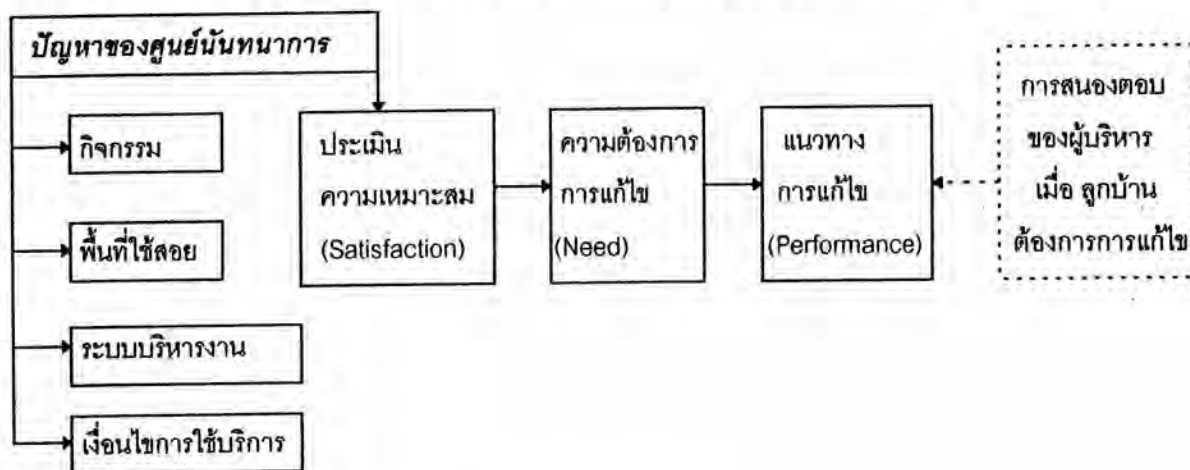 ปัญหาของศูนย์นันทนาการ
กิจกรรม
พื้นที่ใช้สอย
ระบบบริหารงาน
เงื่อนไขการใช้บริการ
ประเมิน
ความเหมาะสม
(Satisfaction)
ความต้องการ
การแก้ไข
(Need)
แนวทาง
การแก้ไข
(Performance)
การสนองตอบ
ของผู้บริหาร
เมื่อ ลูกบ้าน
ต้องการการแก้ไข